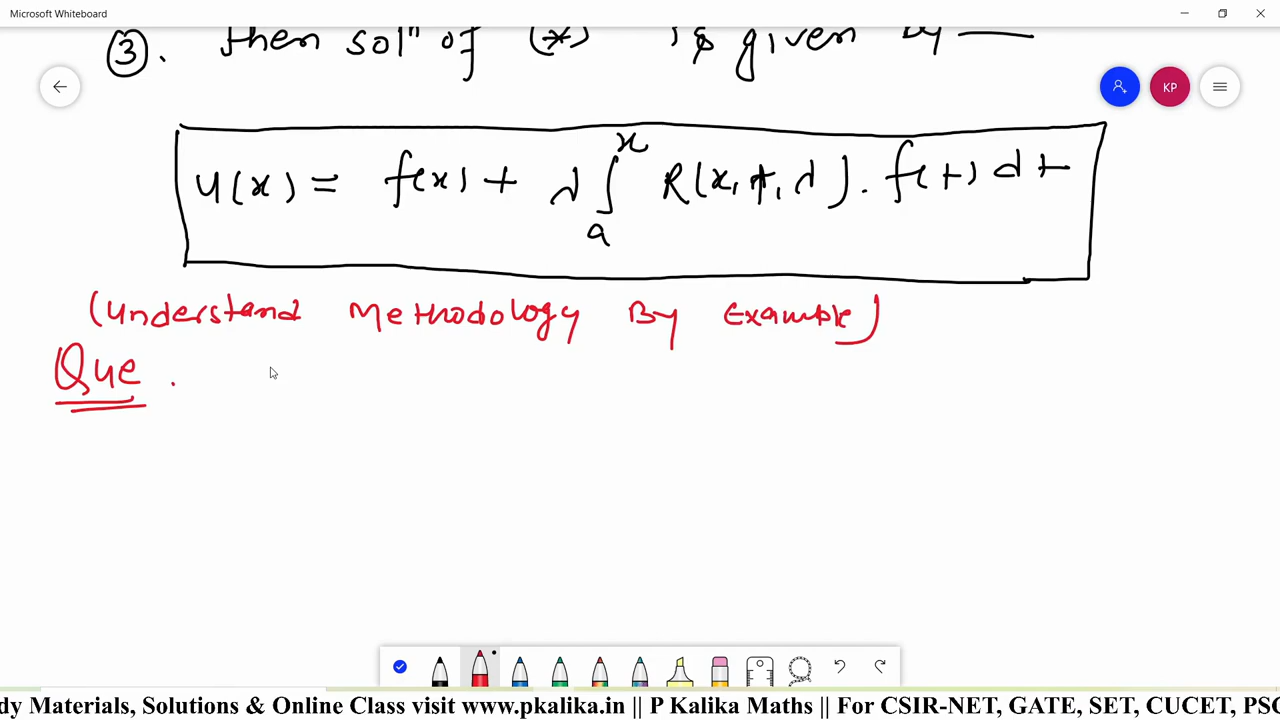 Microsoft Whiteboard
③. then solⁿ of (*) is given by —
KP
u(x) = f(x) + λ∫ₐˣ R(x,t,λ). f(t) dt
(Understand Methodology By Example)
Que.
dy Materials, Solutions & Online Class visit www.pkalika.in || P Kalika Maths || For CSIR-NET, GATE, SET, CUCET, PSC